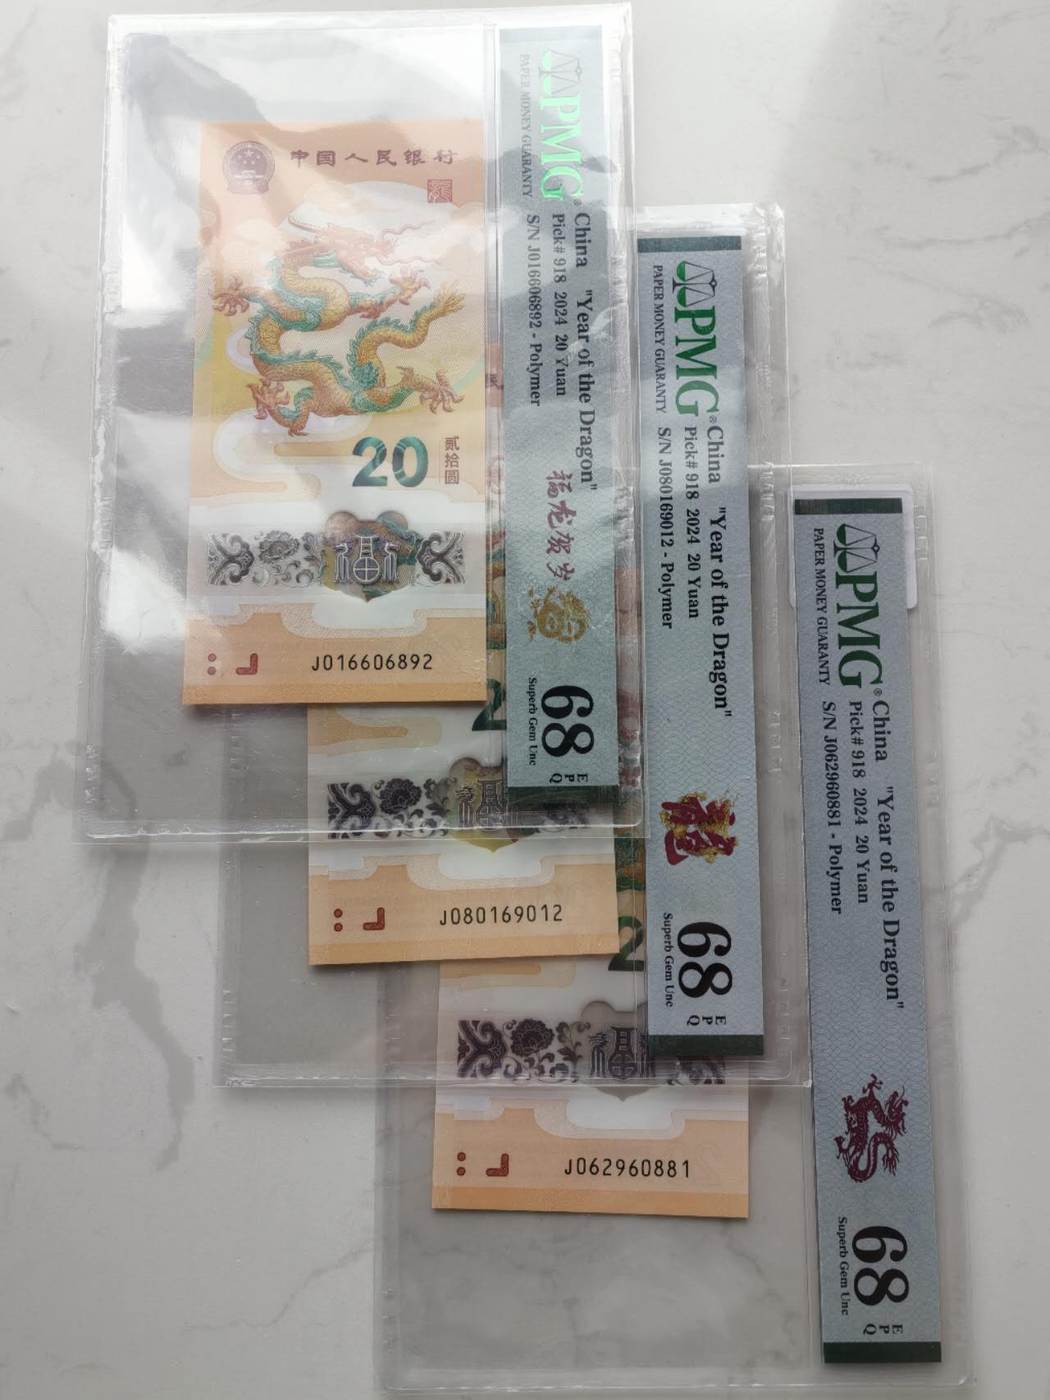 中国人民银行
20
贰拾圆
J016606892
PMG®
PAPER MONEY GUARANTY
China "Year of the Dragon"
Pick# 918 2024 20 Yuan
S/N J016606892 - Polymer
福龙贺岁
68
EPQ
Superb Gem Unc
2
J080169012
PMG®
PAPER MONEY GUARANTY
China "Year of the Dragon"
Pick# 918 2024 20 Yuan
S/N J080169012 - Polymer
68
EPQ
Superb Gem Unc
2
J062960881
PMG®
PAPER MONEY GUARANTY
China "Year of the Dragon"
Pick# 918 2024 20 Yuan
S/N J062960881 - Polymer
68
EPQ
Superb Gem Unc